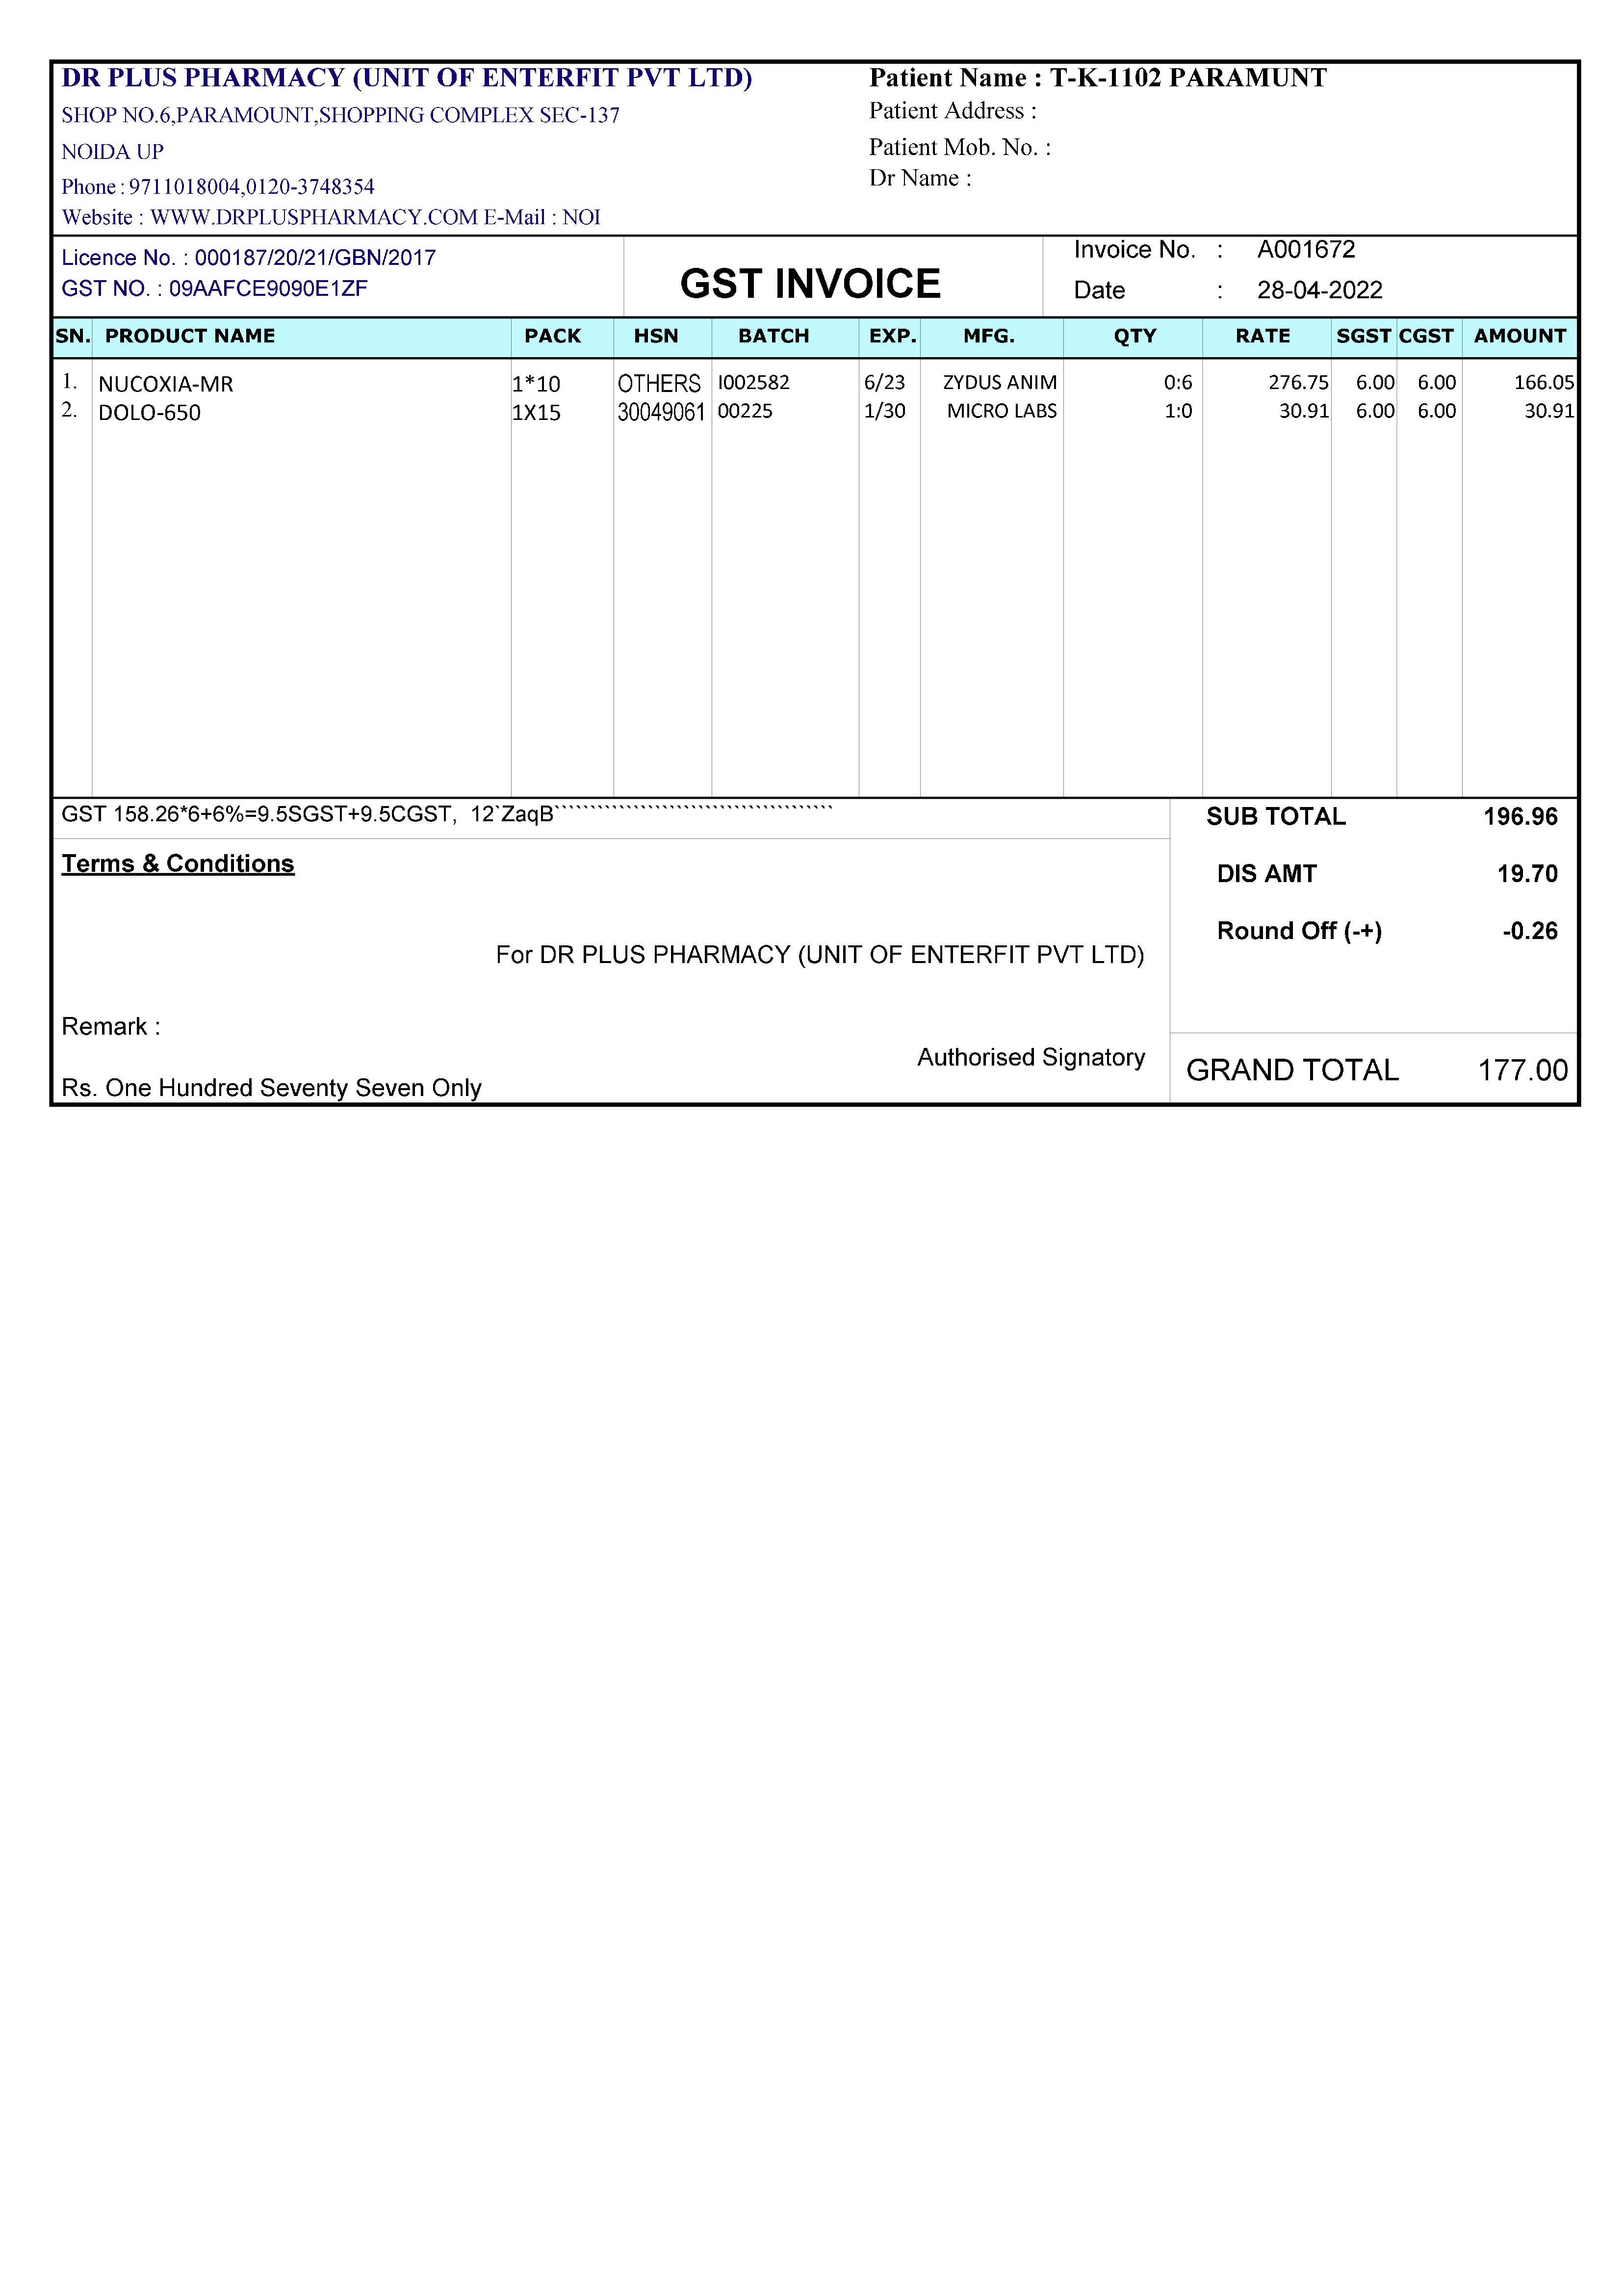 DR PLUS PHARMACY (UNIT OF ENTERFIT PVT LTD)
SHOP NO.6,PARAMOUNT,SHOPPING COMPLEX SEC-137
NOIDA UP
Phone : 9711018004,0120-3748354
Website : WWW.DRPLUSPHARMACY.COM E-Mail : NOI
Patient Name : T-K-1102 PARAMUNT
Patient Address :
Patient Mob. No. :
Dr Name :
Licence No. : 000187/20/21/GBN/2017
GST NO. : 09AAFCE9090E1ZF
GST INVOICE
Invoice No. : A001672
Date : 28-04-2022
SN. PRODUCT NAME PACK HSN BATCH EXP. MFG. QTY RATE SGST CGST AMOUNT
1. NUCOXIA-MR 1*10 OTHERS I002582 6/23 ZYDUS ANIM 0:6 276.75 6.00 6.00 166.05
2. DOLO-650 1X15 30049061 00225 1/30 MICRO LABS 1:0 30.91 6.00 6.00 30.91
GST 158.26*6+6%=9.5SGST+9.5CGST, 12`ZaqB```````````````````````````````````````
Terms & Conditions
For DR PLUS PHARMACY (UNIT OF ENTERFIT PVT LTD)
Remark :
Authorised Signatory
Rs. One Hundred Seventy Seven Only
SUB TOTAL 196.96
DIS AMT 19.70
Round Off (-+) -0.26
GRAND TOTAL 177.00